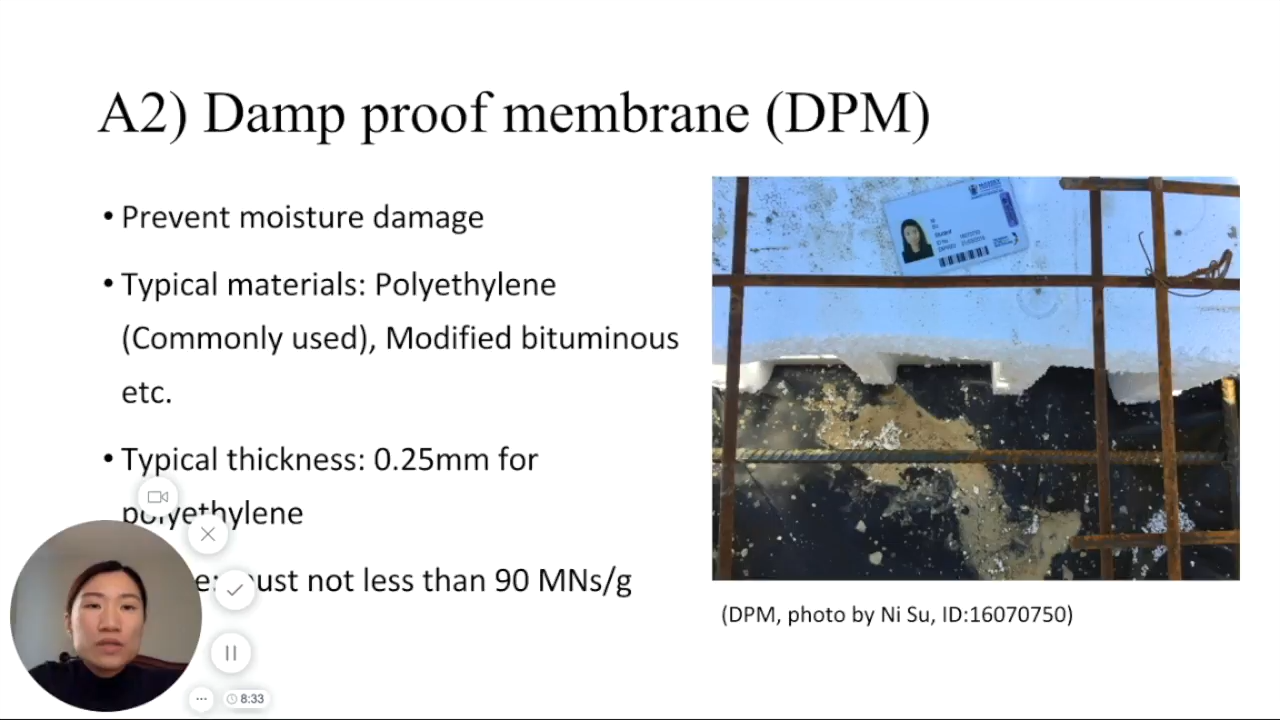 A2) Damp proof membrane (DPM)
• Prevent moisture damage
• Typical materials: Polyethylene
(Commonly used), Modified bituminous
etc.
• Typical thickness: 0.25mm for
polyethylene
not less than 90 MNs/g
(DPM, photo by Ni Su, ID:16070750)
8:33